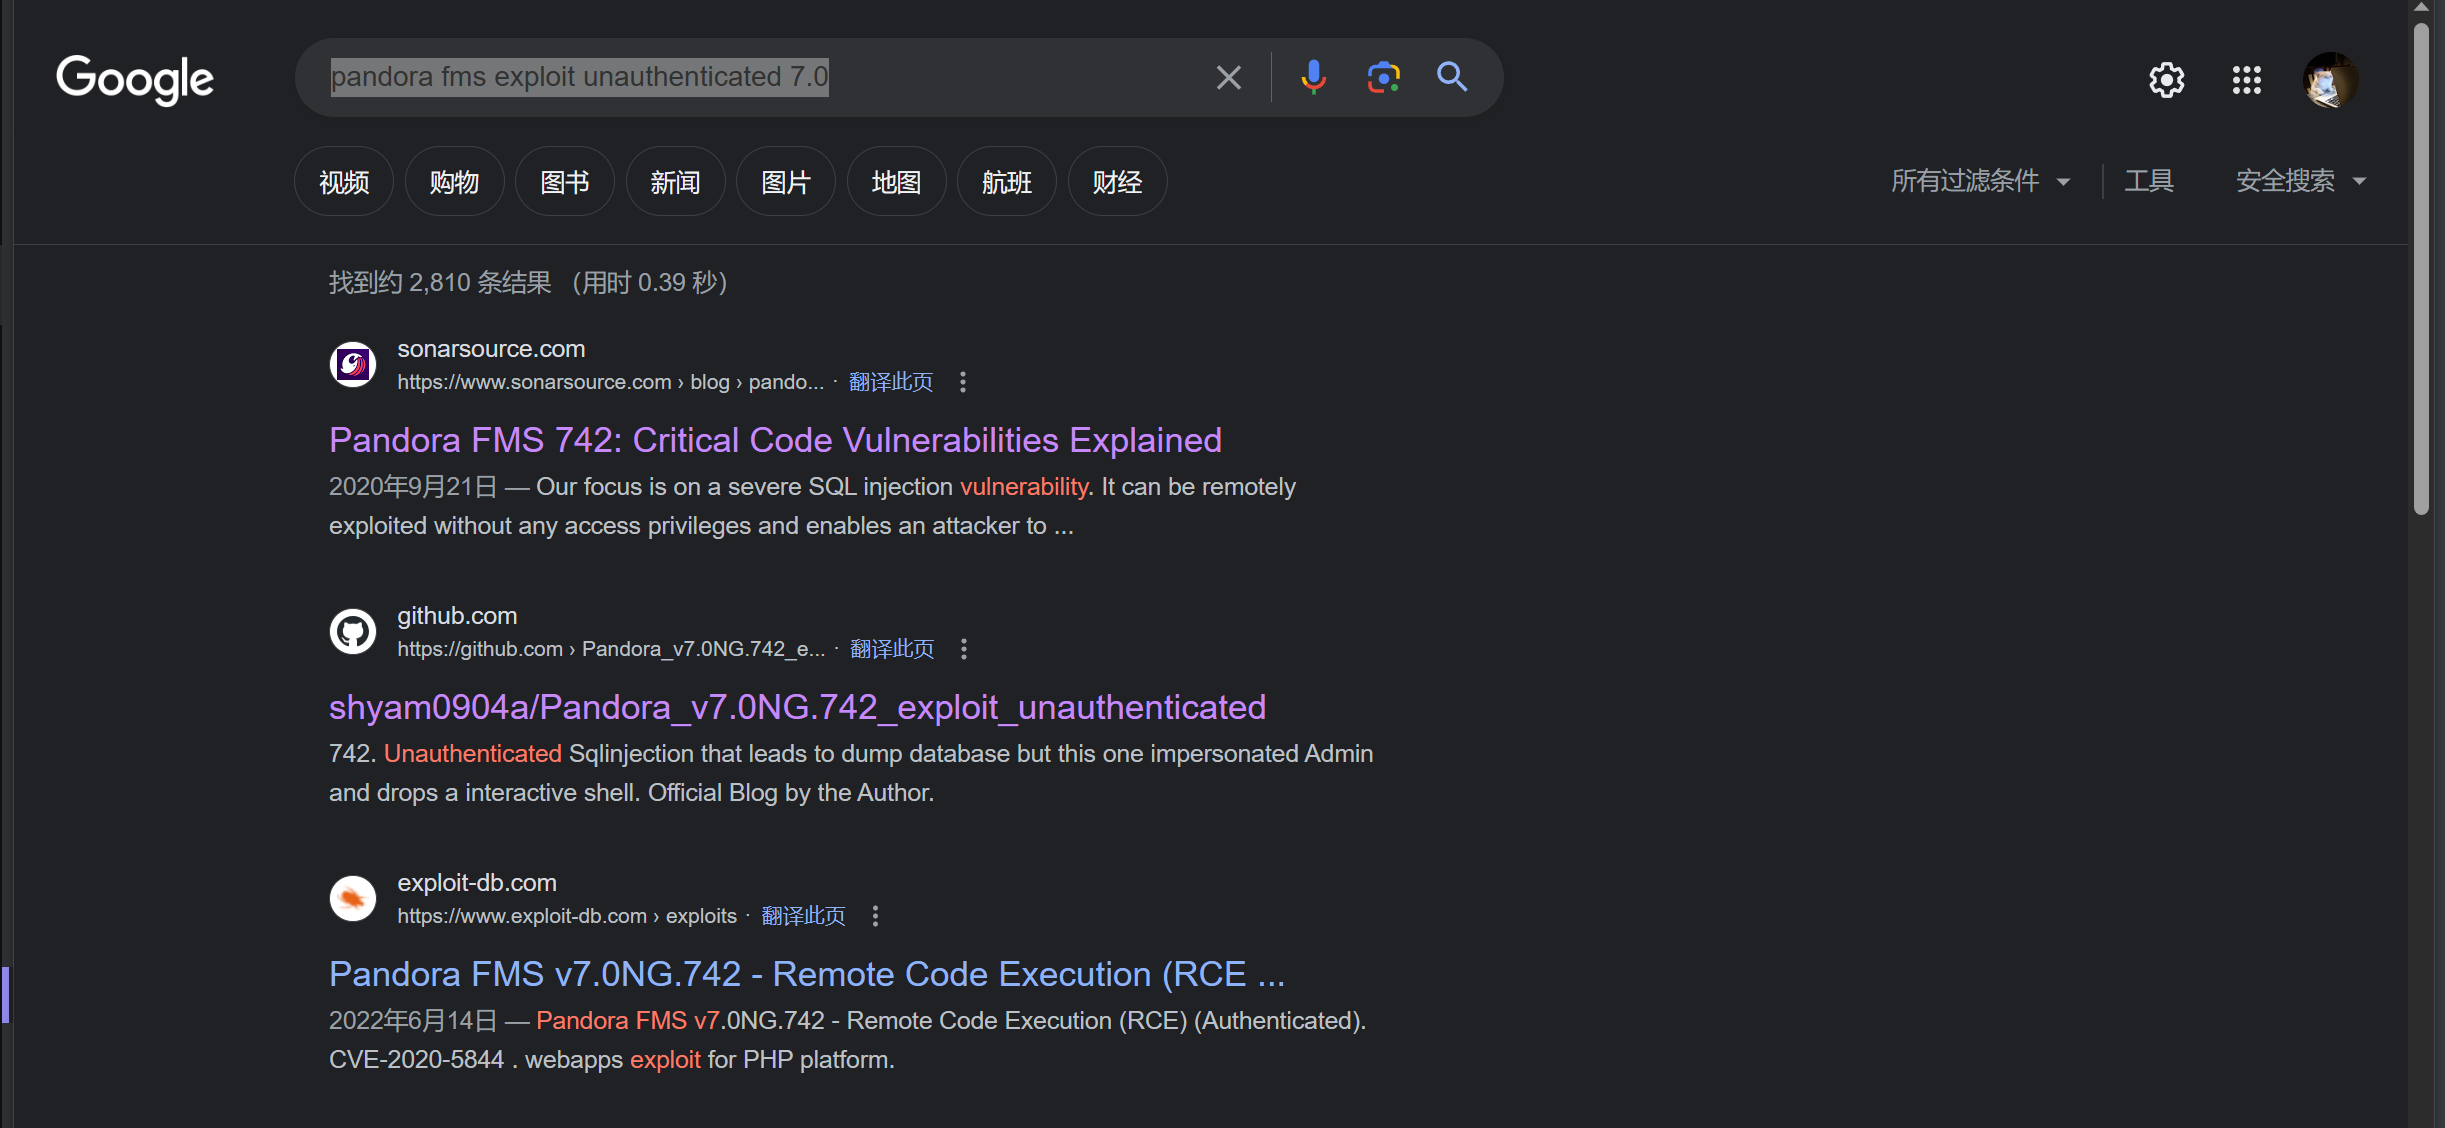 Google
pandora fms exploit unauthenticated 7.0
视频 购物 图书 新闻 图片 地图 航班 财经 所有过滤条件 工具 安全搜索
找到约 2,810 条结果 （用时 0.39 秒）
sonarsource.com
https://www.sonarsource.com › blog › pando... · 翻译此页
Pandora FMS 742: Critical Code Vulnerabilities Explained
2020年9月21日 — Our focus is on a severe SQL injection vulnerability. It can be remotely
exploited without any access privileges and enables an attacker to ...
github.com
https://github.com › Pandora_v7.0NG.742_e... · 翻译此页
shyam0904a/Pandora_v7.0NG.742_exploit_unauthenticated
742. Unauthenticated Sqlinjection that leads to dump database but this one impersonated Admin
and drops a interactive shell. Official Blog by the Author.
exploit-db.com
https://www.exploit-db.com › exploits · 翻译此页
Pandora FMS v7.0NG.742 - Remote Code Execution (RCE ...
2022年6月14日 — Pandora FMS v7.0NG.742 - Remote Code Execution (RCE) (Authenticated).
CVE-2020-5844 . webapps exploit for PHP platform.